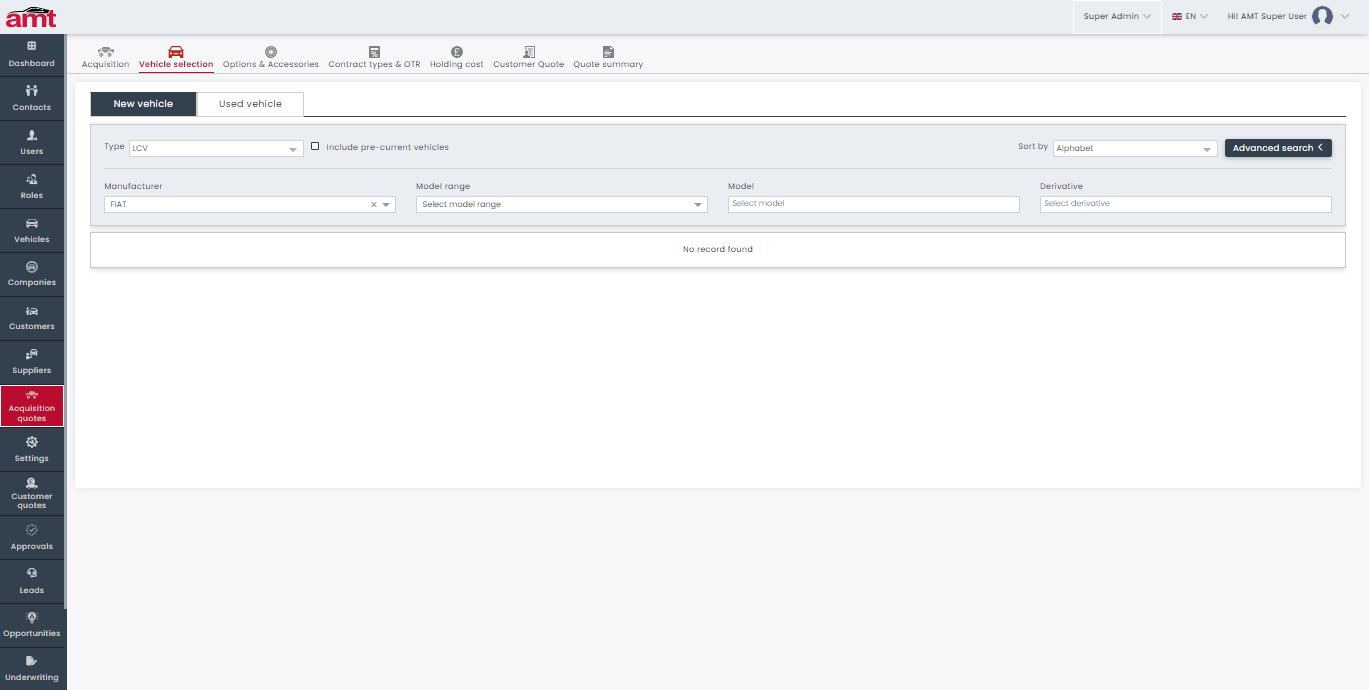 amt
Super Admin
EN
Hi! AMT Super User
Dashboard
Contacts
Users
Roles
Vehicles
Companies
Customers
Suppliers
Acquisition
quotes
Settings
Customer
quotes
Approvals
Leads
Opportunities
Underwriting
Acquisition
Vehicle selection
Options & Accessories
Contract types & OTR
Holding cost
Customer Quote
Quote summary
New vehicle
Used vehicle
Type
LCV
Include pre-current vehicles
Sort by
Alphabet
Advanced search
Manufacturer
Model range
Model
Derivative
FIAT
Select model range
Select model
Select derivative
No record found